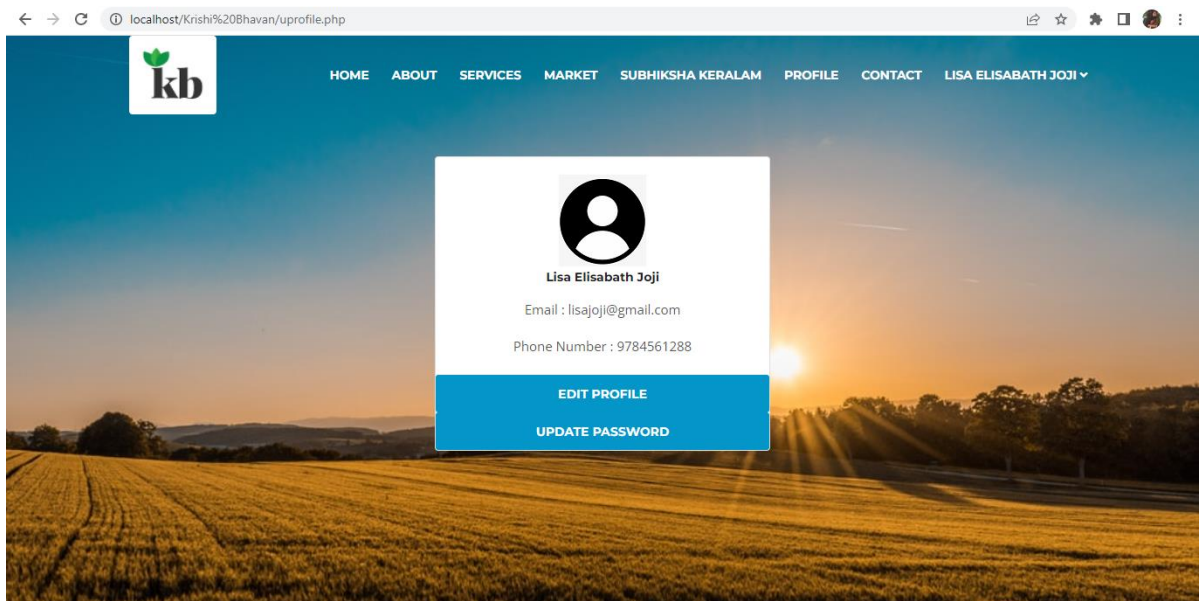 localhost/Krishi%20Bhavan/uprofile.php
kb
HOME ABOUT SERVICES MARKET SUBHIKSHA KERALAM PROFILE CONTACT LISA ELISABATH JOJI
Lisa Elisabath Joji
Email : lisajoji@gmail.com
Phone Number : 9784561288
EDIT PROFILE
UPDATE PASSWORD